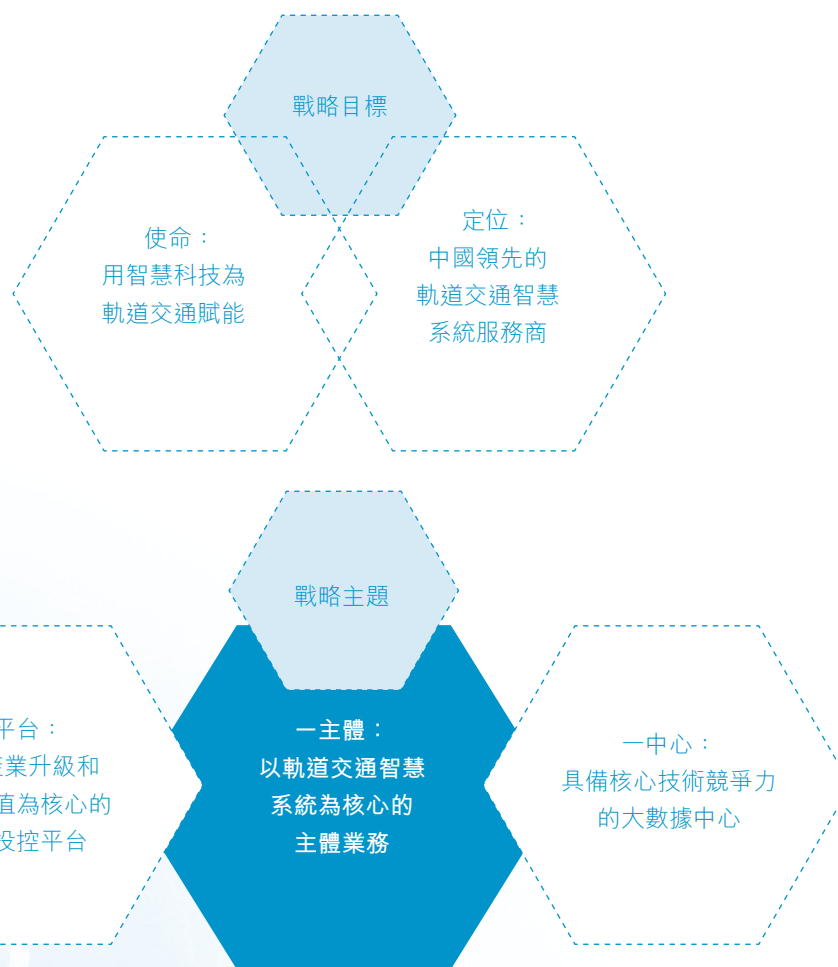 戰略目標
使命：
用智慧科技為
軌道交通賦能
定位：
中國領先的
軌道交通智慧
系統服務商
戰略主題
平台：
業升級和
值為核心的
投控平台
一主體：
以軌道交通智慧
系統為核心的
主體業務
一中心：
具備核心技術競爭力
的大數據中心